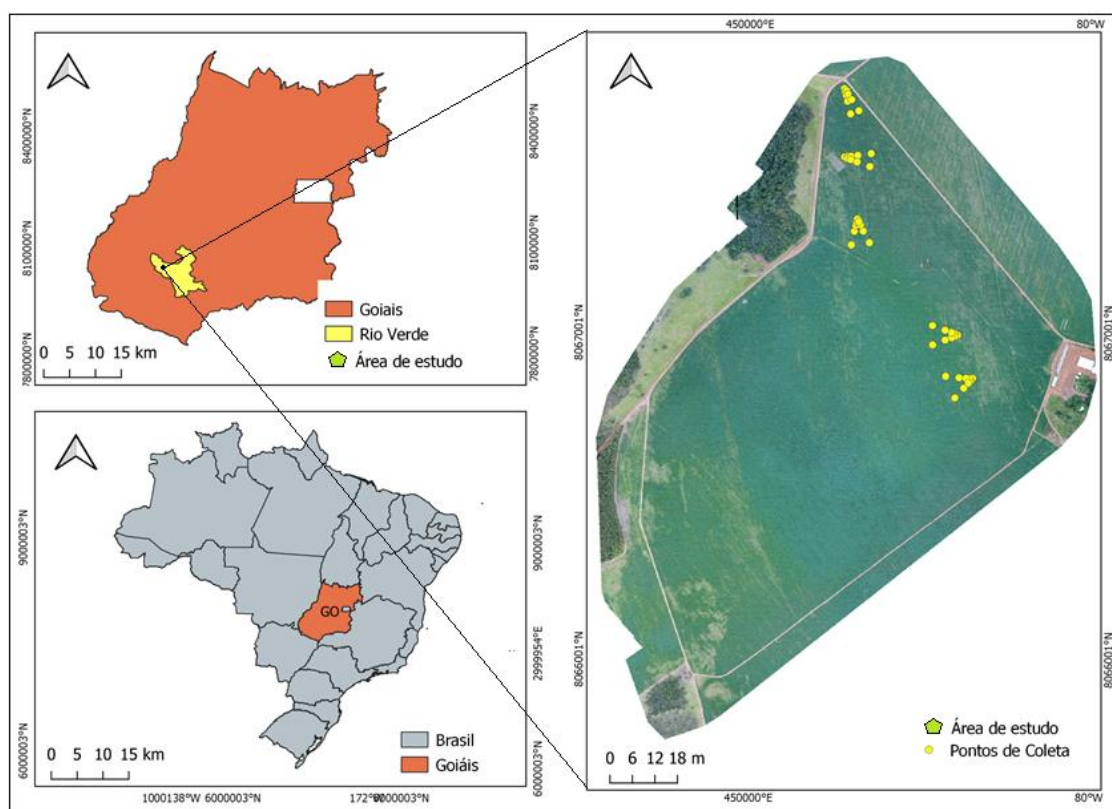 8400000°N
8100000°N
7800000°N
Goiais
Rio Verde
Área de estudo
0 5 10 15 km
8400000°N
8100000°N
7800000°N
9000003°N
6000003°N
GO
Brasil
Goiáis
0 5 10 15 km
9000003°N
299954°E
6000003°N
1000138°W 6000003°N
450000°E
80°W
8067001°N
8066001°N
Área de estudo
Pontos de Coleta
0 6 12 18 m
8067001°N
8066001°N
450000°E
80°W